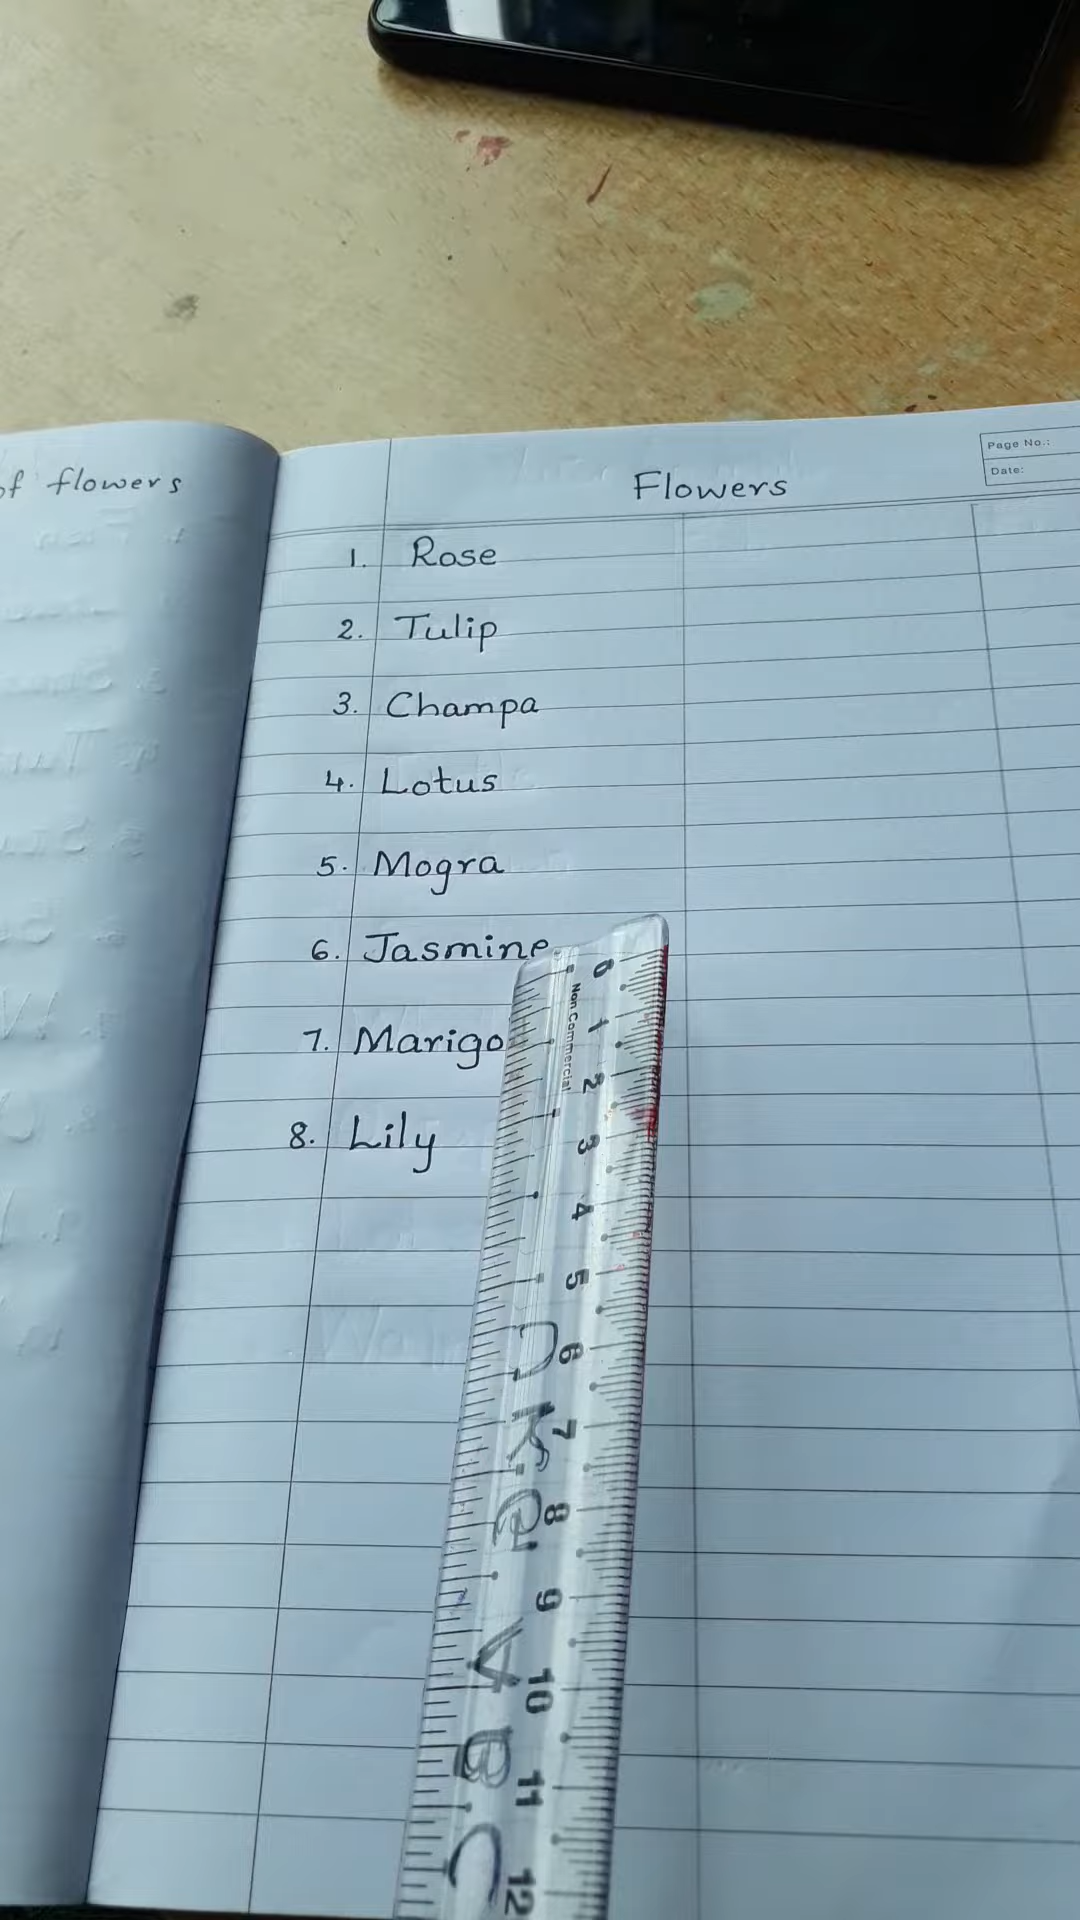 of flowers
Page No.:
Date:
Flowers
1. Rose
2. Tulip
3. Champa
4. Lotus
5. Mogra
6. Jasmine
7. Marigo
8. Lily
Non Commercial
0 1 2 3 4 5 6 7 8 9 10 11 12